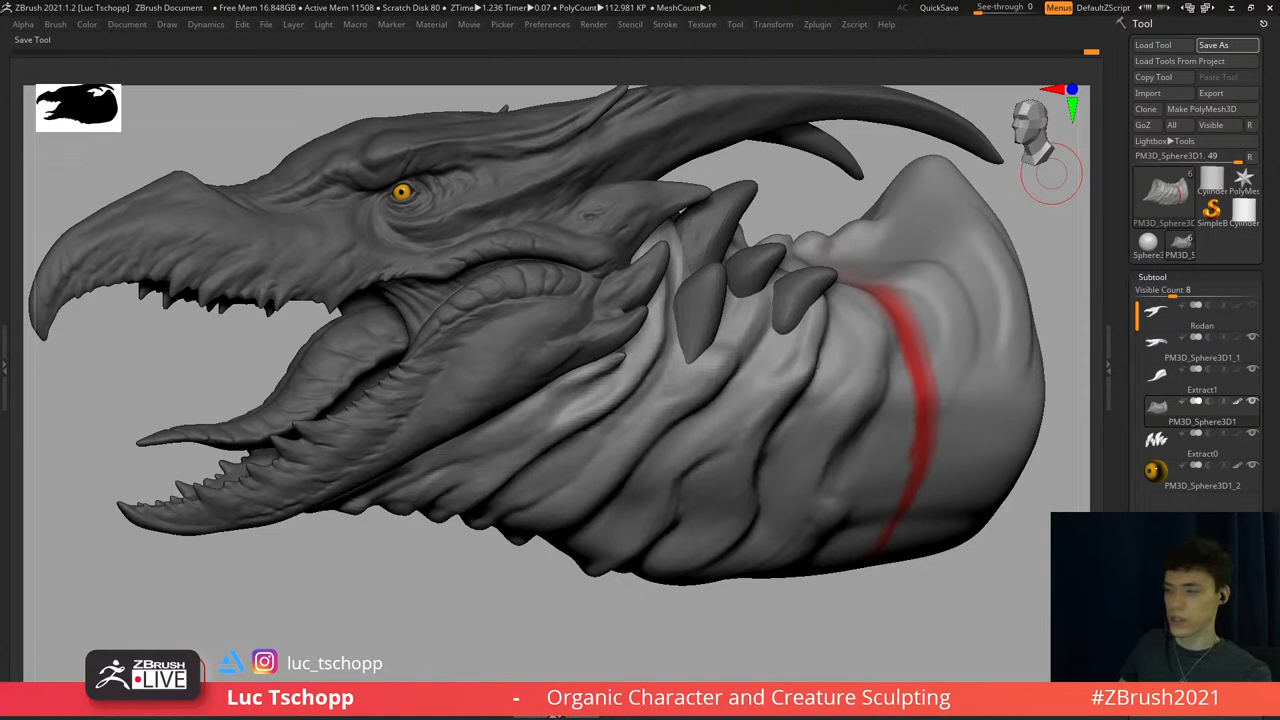 ZBrush 2021.1.2 [Luc Tschopp] ZBrush Document • Free Mem 16.848GB • Active Mem 11508 • Scratch Disk 80 • ZTime▶1.236 Timer▶0.07 • PolyCount▶112.981 KP • MeshCount▶1 AC QuickSave See-through 0 Menus DefaultZScript
Alpha Brush Color Document Draw Dynamics Edit File Layer Light Macro Marker Material Movie Picker Preferences Render Stencil Stroke Texture Tool Transform Zplugin Zscript Help
Save Tool
Tool
Load Tool Save As
Load Tools From Project
Copy Tool Paste Tool
Import Export
Clone Make PolyMesh3D
GoZ All Visible R
Lightbox▶Tools
PM3D_Sphere3D1. 49 R
6
Cylinder PolyMes
PM3D_Sphere3D SimpleB Cylinder
6
Sphere3 PM3D_S
Subtool
Visible Count 8
Rodan
PM3D_Sphere3D1_1
Extract1
PM3D_Sphere3D1
Extract0
PM3D_Sphere3D1_2
ZBRUSH
LIVE
luc_tschopp
Luc Tschopp - Organic Character and Creature Sculpting #ZBrush2021